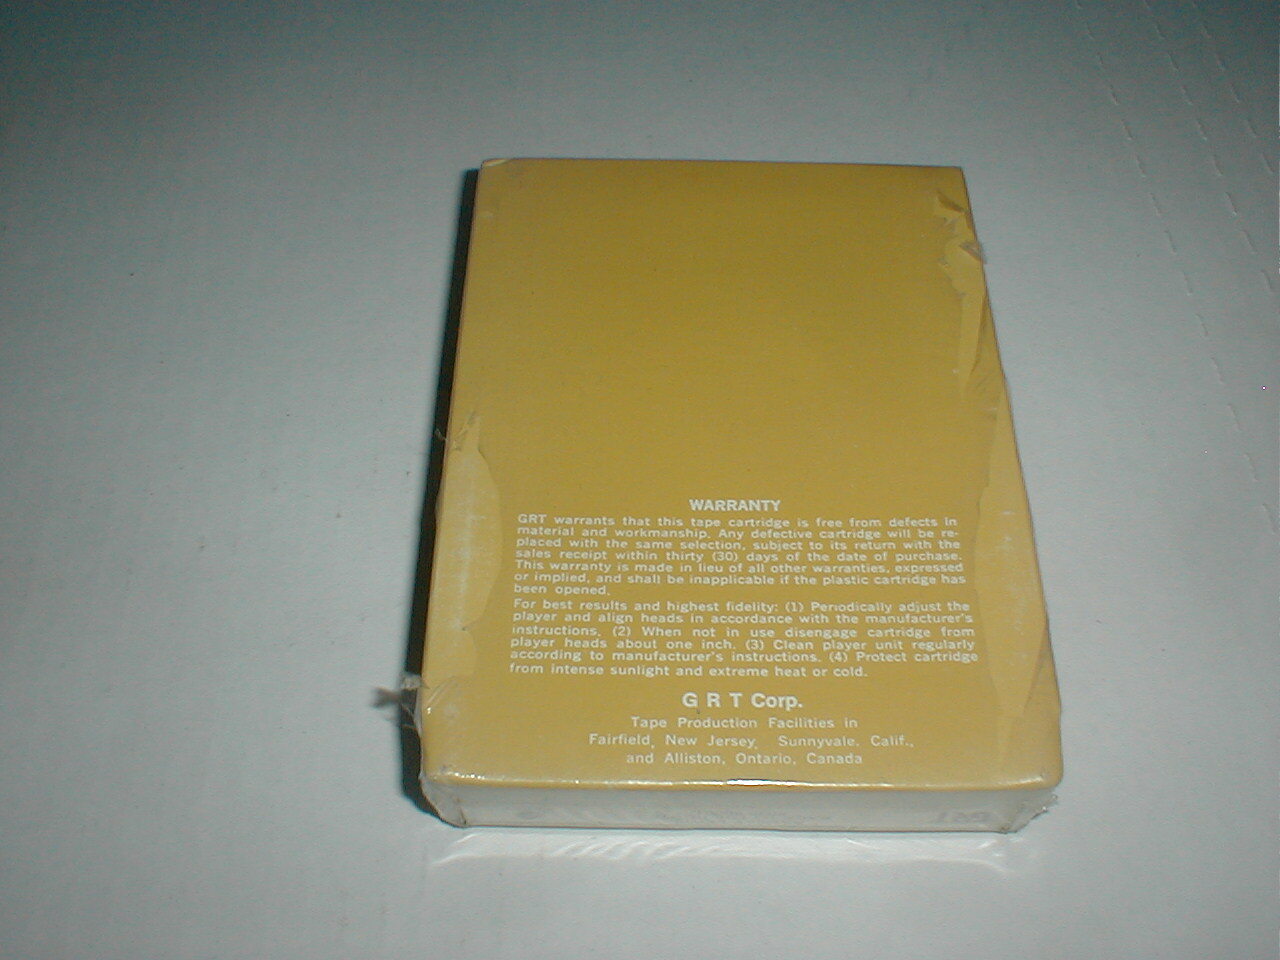 WARRANTY
GRT warrants that this tape cartridge is free from defects in
material and workmanship. Any defective cartridge will be re-
placed with the same selection, subject to its return with the
sales receipt within thirty (30) days of the date of purchase.
This warranty is made in lieu of all other warranties, expressed
or implied, and shall be inapplicable if the plastic cartridge has
been opened.
For best results and highest fidelity: (1) Periodically adjust the
player and align heads in accordance with the manufacturer's
instructions. (2) When not in use disengage cartridge from
player heads about one inch. (3) Clean player unit regularly
according to manufacturer's instructions. (4) Protect cartridge
from intense sunlight and extreme heat or cold.
G R T Corp.
Tape Production Facilities in
Fairfield, New Jersey, Sunnyvale, Calif.,
and Alliston, Ontario, Canada